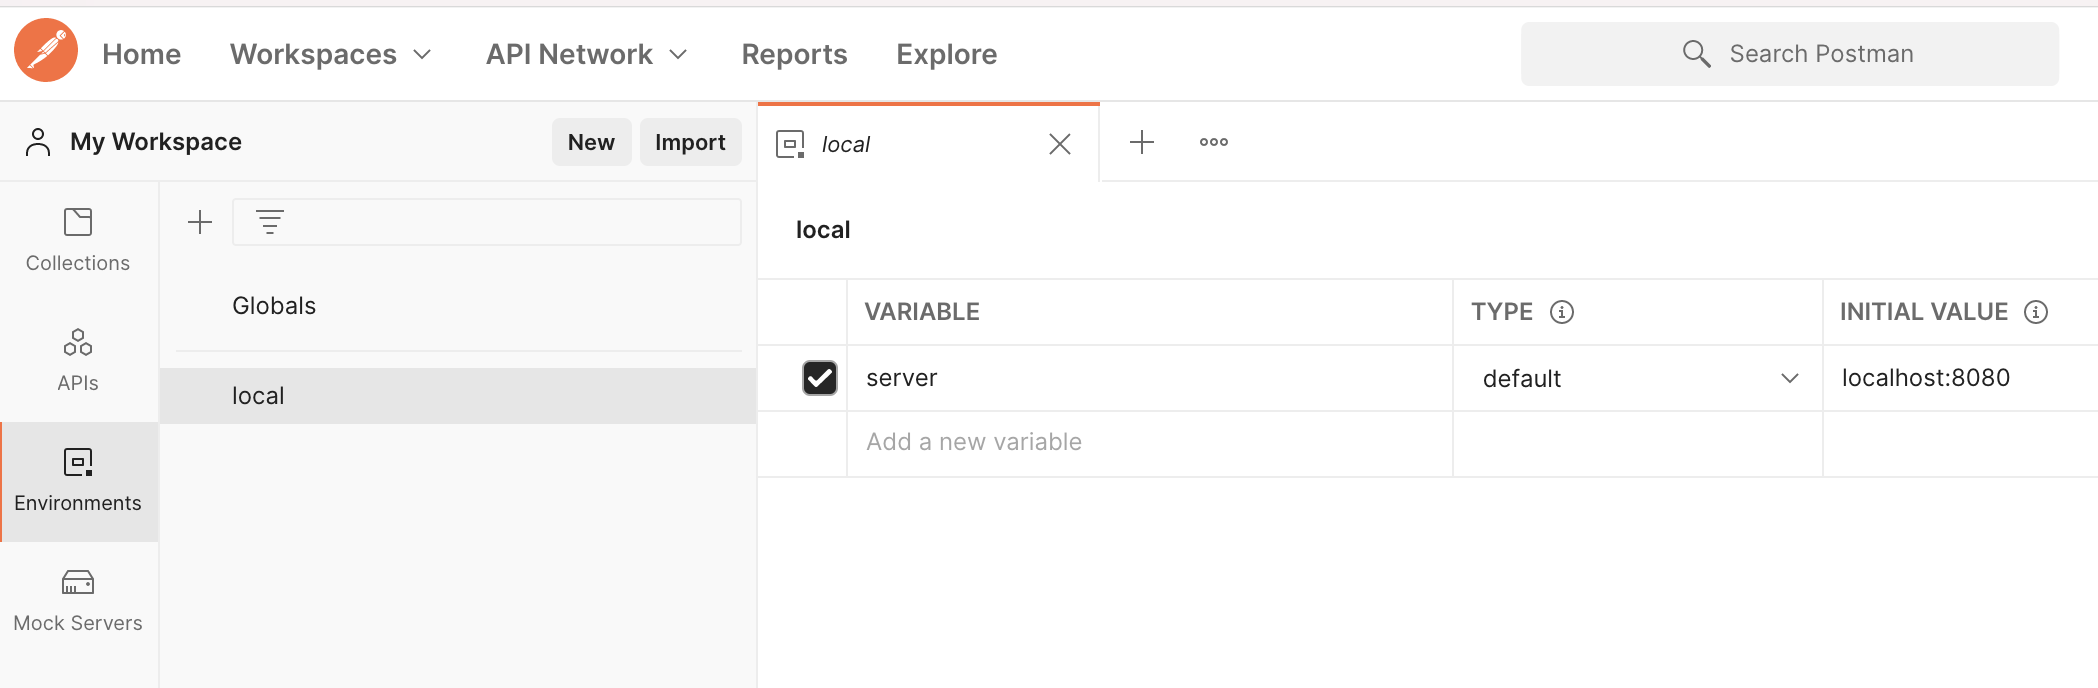 Home Workspaces API Network Reports Explore Search Postman
My Workspace New Import
local
Collections
APIs
Environments
Mock Servers
Globals
local
local
VARIABLE TYPE INITIAL VALUE
server default localhost:8080
Add a new variable